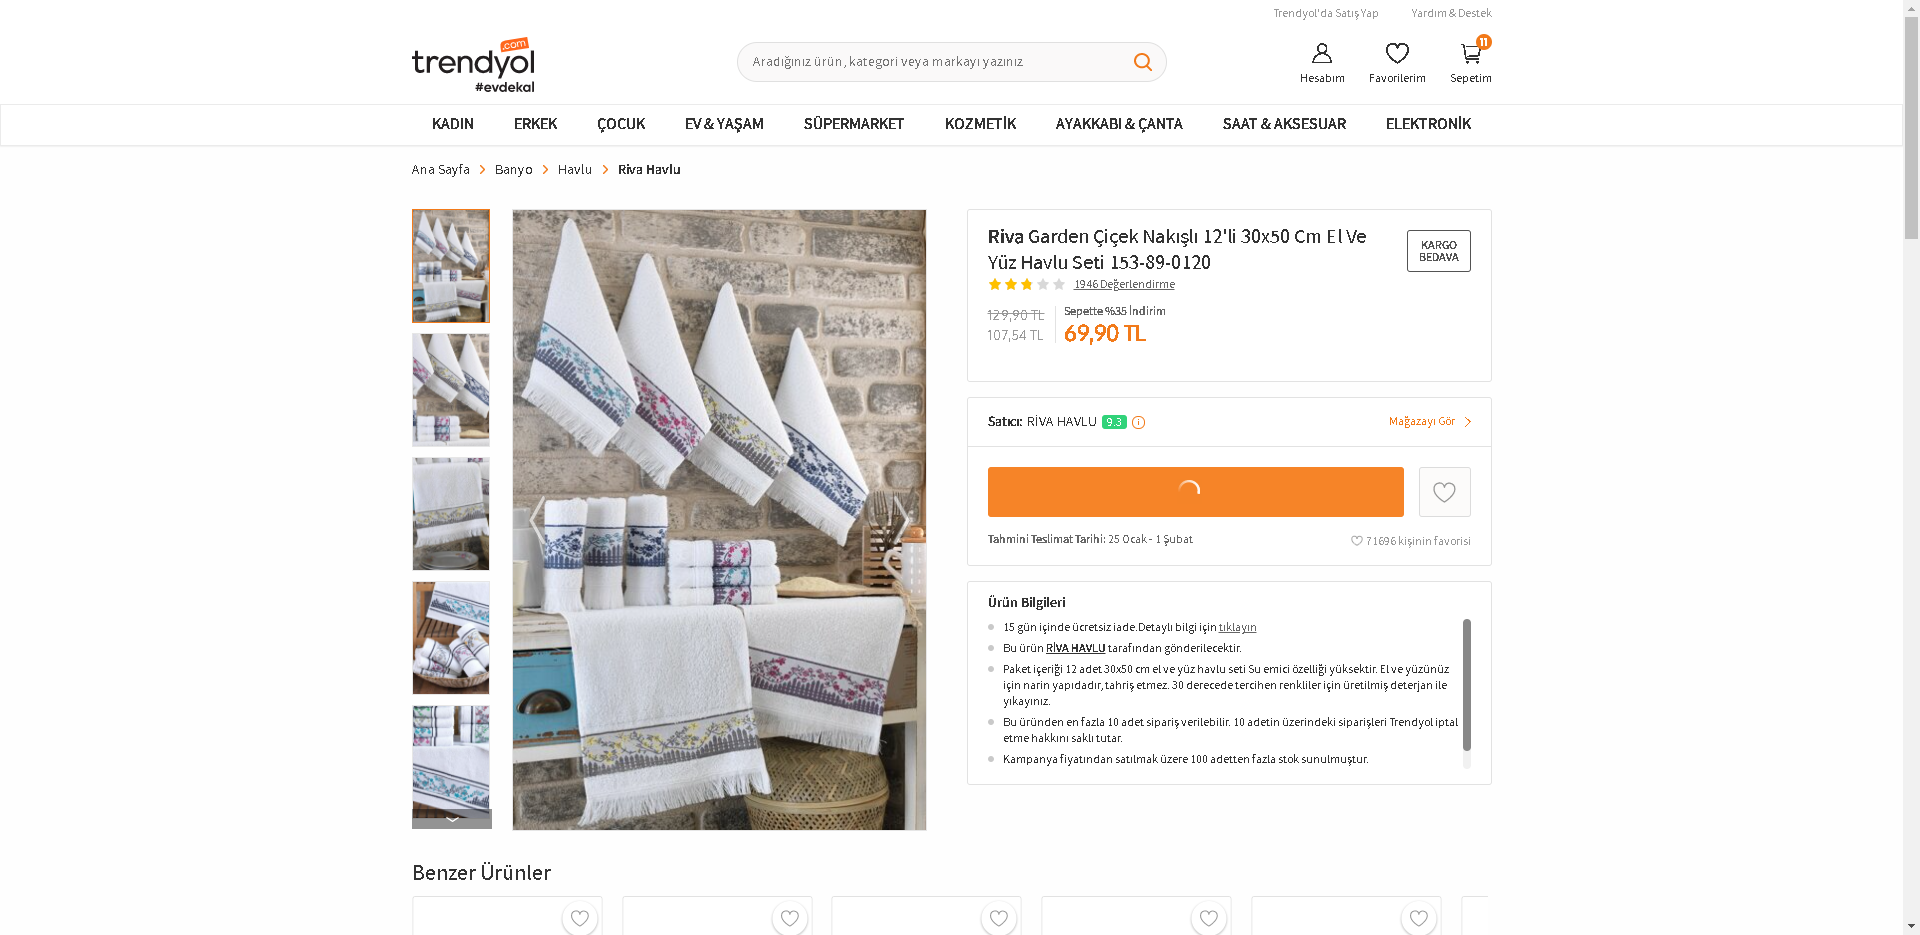 Trendyol'da Satış Yap
Yardım & Destek
trendyol
.com
#evdekal
Aradığınız ürün, kategori veya markayı yazınız
Hesabım
Favorilerim
11
Sepetim
KADIN
ERKEK
ÇOCUK
EV & YAŞAM
SÜPERMARKET
KOZMETİK
AYAKKABI & ÇANTA
SAAT & AKSESUAR
ELEKTRONİK
Ana Sayfa
Banyo
Havlu
Riva Havlu
Riva Garden Çiçek Nakışlı 12'li 30x50 Cm El Ve
Yüz Havlu Seti 153-89-0120
KARGO
BEDAVA
1946 Değerlendirme
129,90 TL
107,54 TL
Sepette %35 İndirim
69,90 TL
Satıcı: RİVA HAVLU 9.3
Mağazayı Gör
Tahmini Teslimat Tarihi: 25 Ocak - 1 Şubat
71696 kişinin favorisi
Ürün Bilgileri
15 gün içinde ücretsiz iade.Detaylı bilgi için tıklayın
Bu ürün RİVA HAVLU tarafından gönderilecektir.
Paket içeriği 12 adet 30x50 cm el ve yüz havlu seti Su emici özelliği yüksektir. El ve yüzünüz
için narin yapıdadır, tahriş etmez. 30 derecede tercihen renkliler için üretilmiş deterjan ile
yıkayınız.
Bu üründen en fazla 10 adet sipariş verilebilir. 10 adetin üzerindeki siparişleri Trendyol iptal
etme hakkını saklı tutar.
Kampanya fiyatından satılmak üzere 100 adetten fazla stok sunulmuştur.
Benzer Ürünler